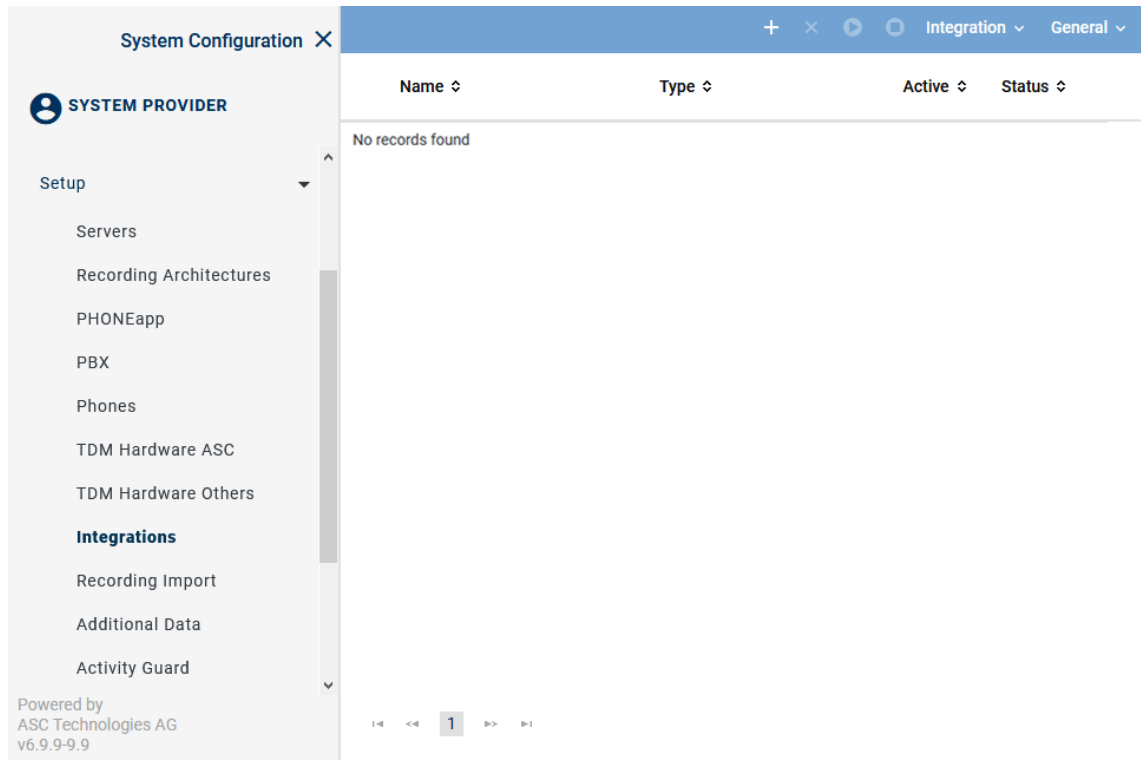 System Configuration
SYSTEM PROVIDER
Setup
Servers
Recording Architectures
PHONEapp
PBX
Phones
TDM Hardware ASC
TDM Hardware Others
Integrations
Recording Import
Additional Data
Activity Guard
Powered by
ASC Technologies AG
v6.9.9-9.9
Integration General
Name Type Active Status
No records found
1